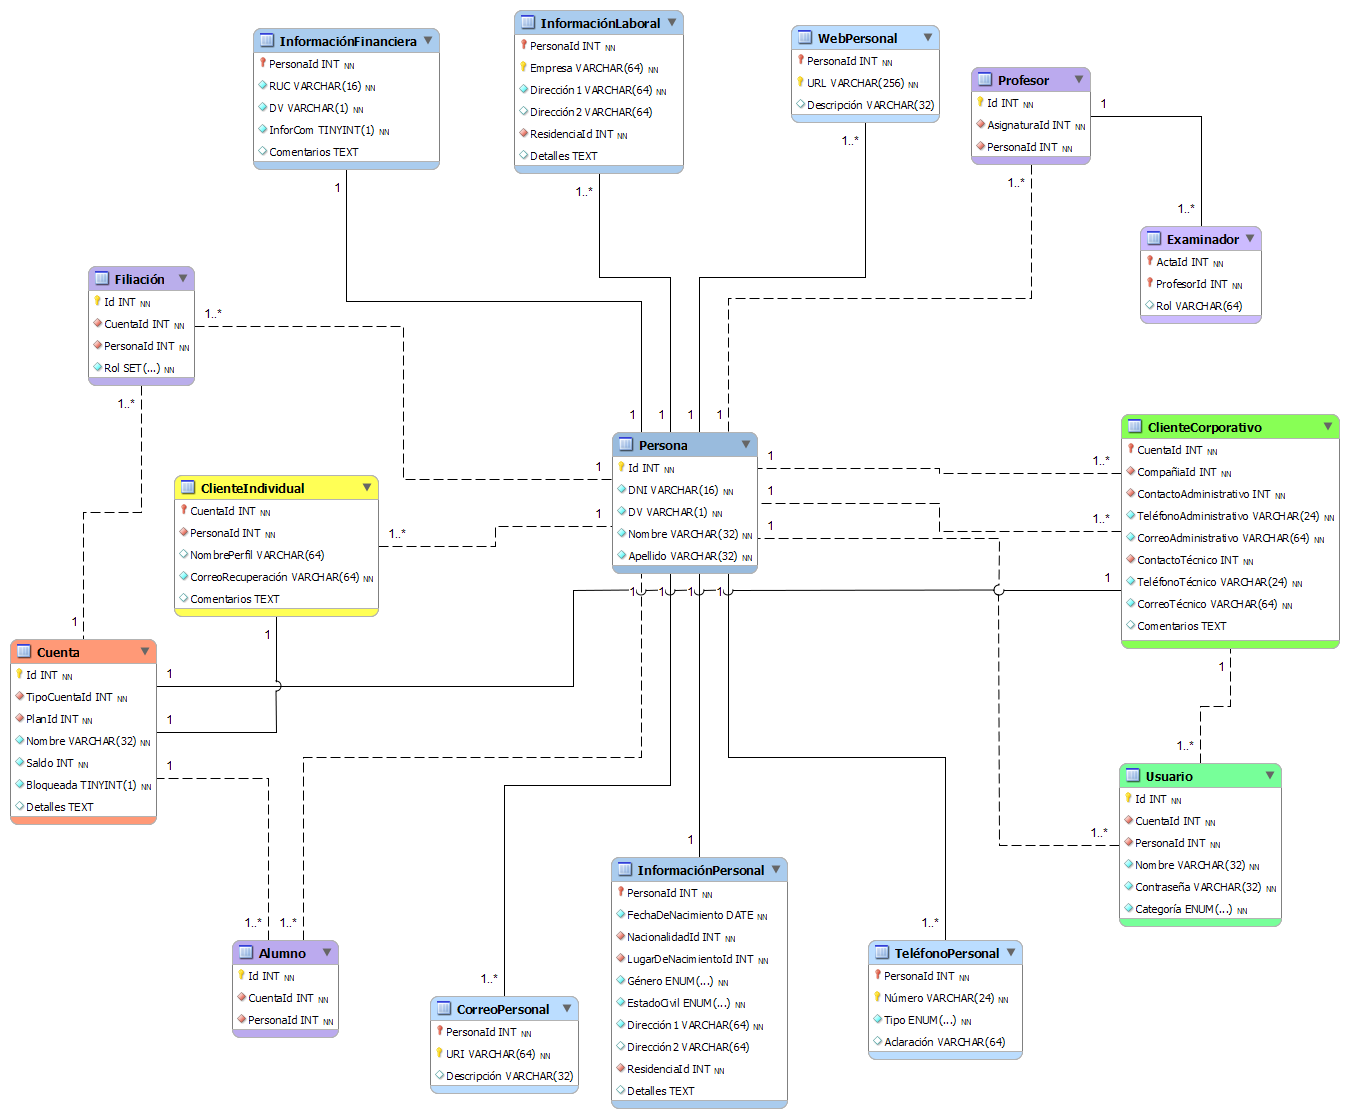 InformaciónFinanciera
PersonaId INT NN
RUC VARCHAR(16) NN
DV VARCHAR(1) NN
InforCom TINYINT(1) NN
Comentarios TEXT
1
InformaciónLaboral
PersonaId INT NN
Empresa VARCHAR(64) NN
Dirección1 VARCHAR(64) NN
Dirección2 VARCHAR(64)
ResidenciaId INT NN
Detalles TEXT
1..*
WebPersonal
PersonaId INT NN
URL VARCHAR(256) NN
Descripción VARCHAR(32)
1..*
Profesor
Id INT NN
AsignaturaId INT NN
PersonaId INT NN
1
1..*
1..*
Examinador
ActaId INT NN
ProfesorId INT NN
Rol VARCHAR(64)
Filiación
Id INT NN
CuentaId INT NN
PersonaId INT NN
Rol SET(...) NN
1..*
1..*
1
1
1
1
Persona
Id INT NN
DNI VARCHAR(16) NN
DV VARCHAR(1) NN
Nombre VARCHAR(32) NN
Apellido VARCHAR(32) NN
1
1
1
1
1
1
1
1
1
ClienteCorporativo
CuentaId INT NN
CompañiaId INT NN
ContactoAdministrativo INT NN
TeléfonoAdministrativo VARCHAR(24) NN
CorreoAdministrativo VARCHAR(64) NN
ContactoTécnico INT NN
TeléfonoTécnico VARCHAR(24) NN
CorreoTécnico VARCHAR(64) NN
Comentarios TEXT
1..*
1..*
1
1
ClienteIndividual
CuentaId INT NN
PersonaId INT NN
NombrePerfil VARCHAR(64)
CorreoRecuperación VARCHAR(64) NN
Comentarios TEXT
1..*
1
1
Cuenta
Id INT NN
TipoCuentaId INT NN
PlanId INT NN
Nombre VARCHAR(32) NN
Saldo INT NN
Bloqueada TINYINT(1) NN
Detalles TEXT
1
1
1
1..*
Usuario
Id INT NN
CuentaId INT NN
PersonaId INT NN
Nombre VARCHAR(32) NN
Contraseña VARCHAR(32) NN
Categoría ENUM(...) NN
1..*
1..*
1..*
Alumno
Id INT NN
CuentaId INT NN
PersonaId INT NN
1..*
CorreoPersonal
PersonaId INT NN
URI VARCHAR(64) NN
Descripción VARCHAR(32)
1
InformaciónPersonal
PersonaId INT NN
FechaDeNacimiento DATE NN
NacionalidadId INT NN
LugarDeNacimientoId INT NN
Género ENUM(...) NN
EstadoCivil ENUM(...) NN
Dirección1 VARCHAR(64) NN
Dirección2 VARCHAR(64)
ResidenciaId INT NN
Detalles TEXT
1..*
TeléfonoPersonal
PersonaId INT NN
Número VARCHAR(24) NN
Tipo ENUM(...) NN
Aclaración VARCHAR(64)